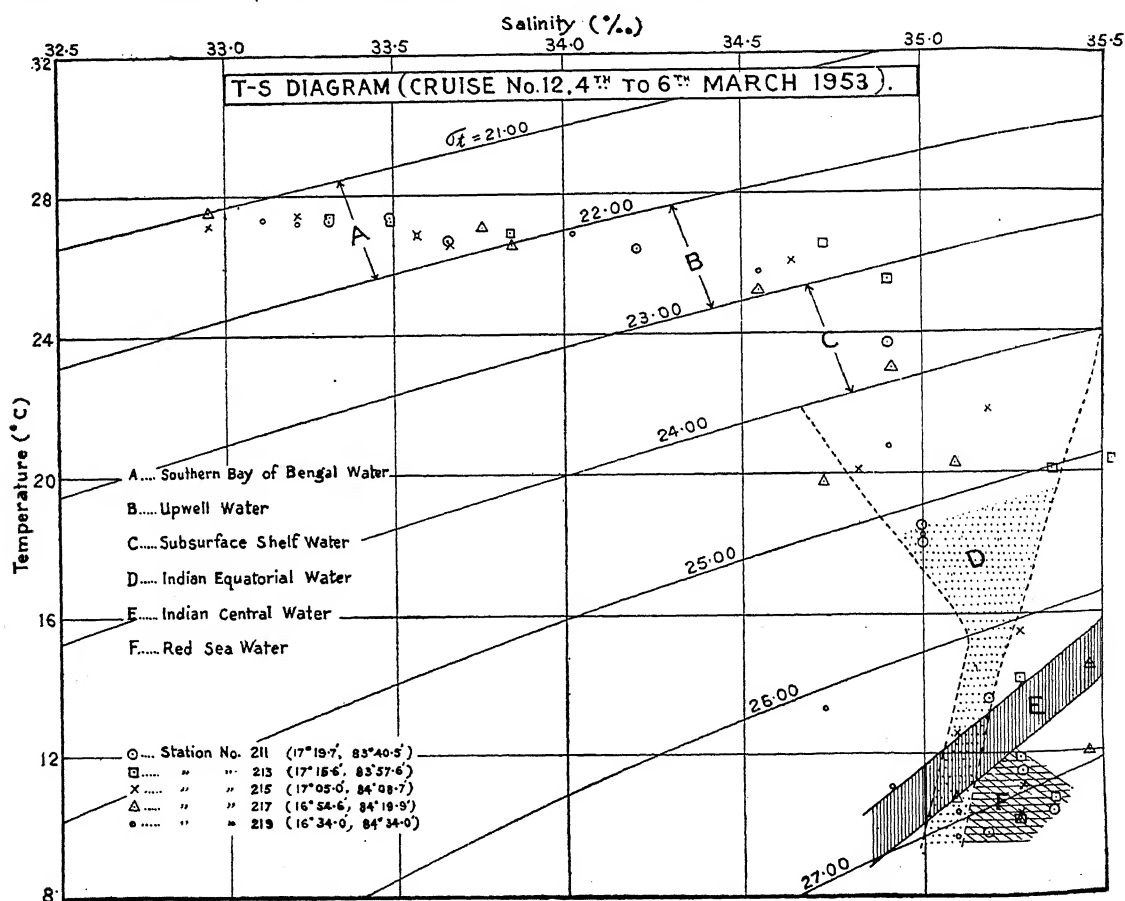 Salinity (°/₀₀)
32·5 33·0 33·5 34·0 34·5 35·0 35·5
T-S DIAGRAM (CRUISE No.12, 4TH TO 6TH MARCH 1953).
32
28
24
20
16
12
8
Temperature (°C)
σt = 21·00
22·00
23·00
24·00
25·00
26·00
27·00
A
B
C
D
E
F
A.... Southern Bay of Bengal Water
B..... Upwell Water
C..... Subsurface Shelf Water
D..... Indian Equatorial Water
E..... Indian Central Water
F..... Red Sea Water
⊙.... Station No. 211 (17°19·7', 83°40·5')
⊡..... " " 213 (17°15·6', 83°57·6')
×..... " " 215 (17°05·0', 84°08·7')
△..... " " 217 (16°54·6', 84°19·9')
∘..... " " 219 (16°34·0', 84°34·0')